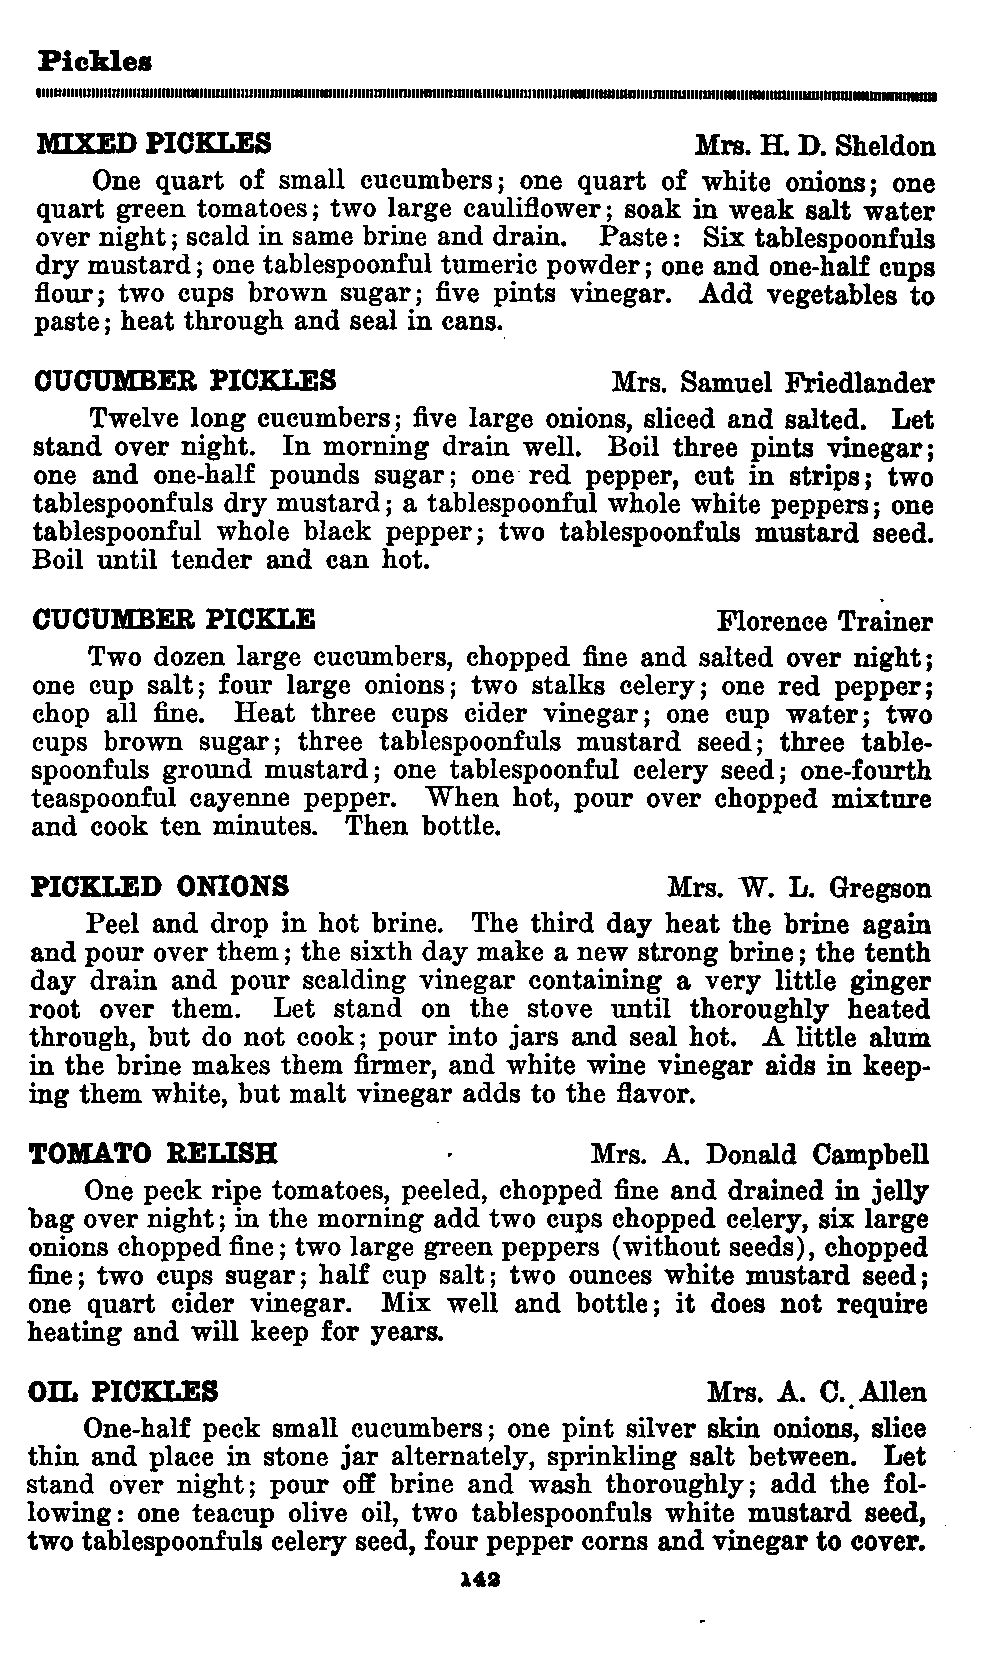 Pickles
MIXED PICKLES Mrs. H. D. Sheldon
One quart of small cucumbers; one quart of white onions; one
quart green tomatoes; two large cauliflower; soak in weak salt water
over night; scald in same brine and drain. Paste: Six tablespoonfuls
dry mustard; one tablespoonful tumeric powder; one and one-half cups
flour; two cups brown sugar; five pints vinegar. Add vegetables to
paste; heat through and seal in cans.
CUCUMBER PICKLES Mrs. Samuel Friedlander
Twelve long cucumbers; five large onions, sliced and salted. Let
stand over night. In morning drain well. Boil three pints vinegar;
one and one-half pounds sugar; one red pepper, cut in strips; two
tablespoonfuls dry mustard; a tablespoonful whole white peppers; one
tablespoonful whole black pepper; two tablespoonfuls mustard seed.
Boil until tender and can hot.
CUCUMBER PICKLE Florence Trainer
Two dozen large cucumbers, chopped fine and salted over night;
one cup salt; four large onions; two stalks celery; one red pepper;
chop all fine. Heat three cups cider vinegar; one cup water; two
cups brown sugar; three tablespoonfuls mustard seed; three table-
spoonfuls ground mustard; one tablespoonful celery seed; one-fourth
teaspoonful cayenne pepper. When hot, pour over chopped mixture
and cook ten minutes. Then bottle.
PICKLED ONIONS Mrs. W. L. Gregson
Peel and drop in hot brine. The third day heat the brine again
and pour over them; the sixth day make a new strong brine; the tenth
day drain and pour scalding vinegar containing a very little ginger
root over them. Let stand on the stove until thoroughly heated
through, but do not cook; pour into jars and seal hot. A little alum
in the brine makes them firmer, and white wine vinegar aids in keep-
ing them white, but malt vinegar adds to the flavor.
TOMATO RELISH Mrs. A. Donald Campbell
One peck ripe tomatoes, peeled, chopped fine and drained in jelly
bag over night; in the morning add two cups chopped celery, six large
onions chopped fine; two large green peppers (without seeds), chopped
fine; two cups sugar; half cup salt; two ounces white mustard seed;
one quart cider vinegar. Mix well and bottle; it does not require
heating and will keep for years.
OIL PICKLES Mrs. A. C. Allen
One-half peck small cucumbers; one pint silver skin onions, slice
thin and place in stone jar alternately, sprinkling salt between. Let
stand over night; pour off brine and wash thoroughly; add the fol-
lowing: one teacup olive oil, two tablespoonfuls white mustard seed,
two tablespoonfuls celery seed, four pepper corns and vinegar to cover.
142